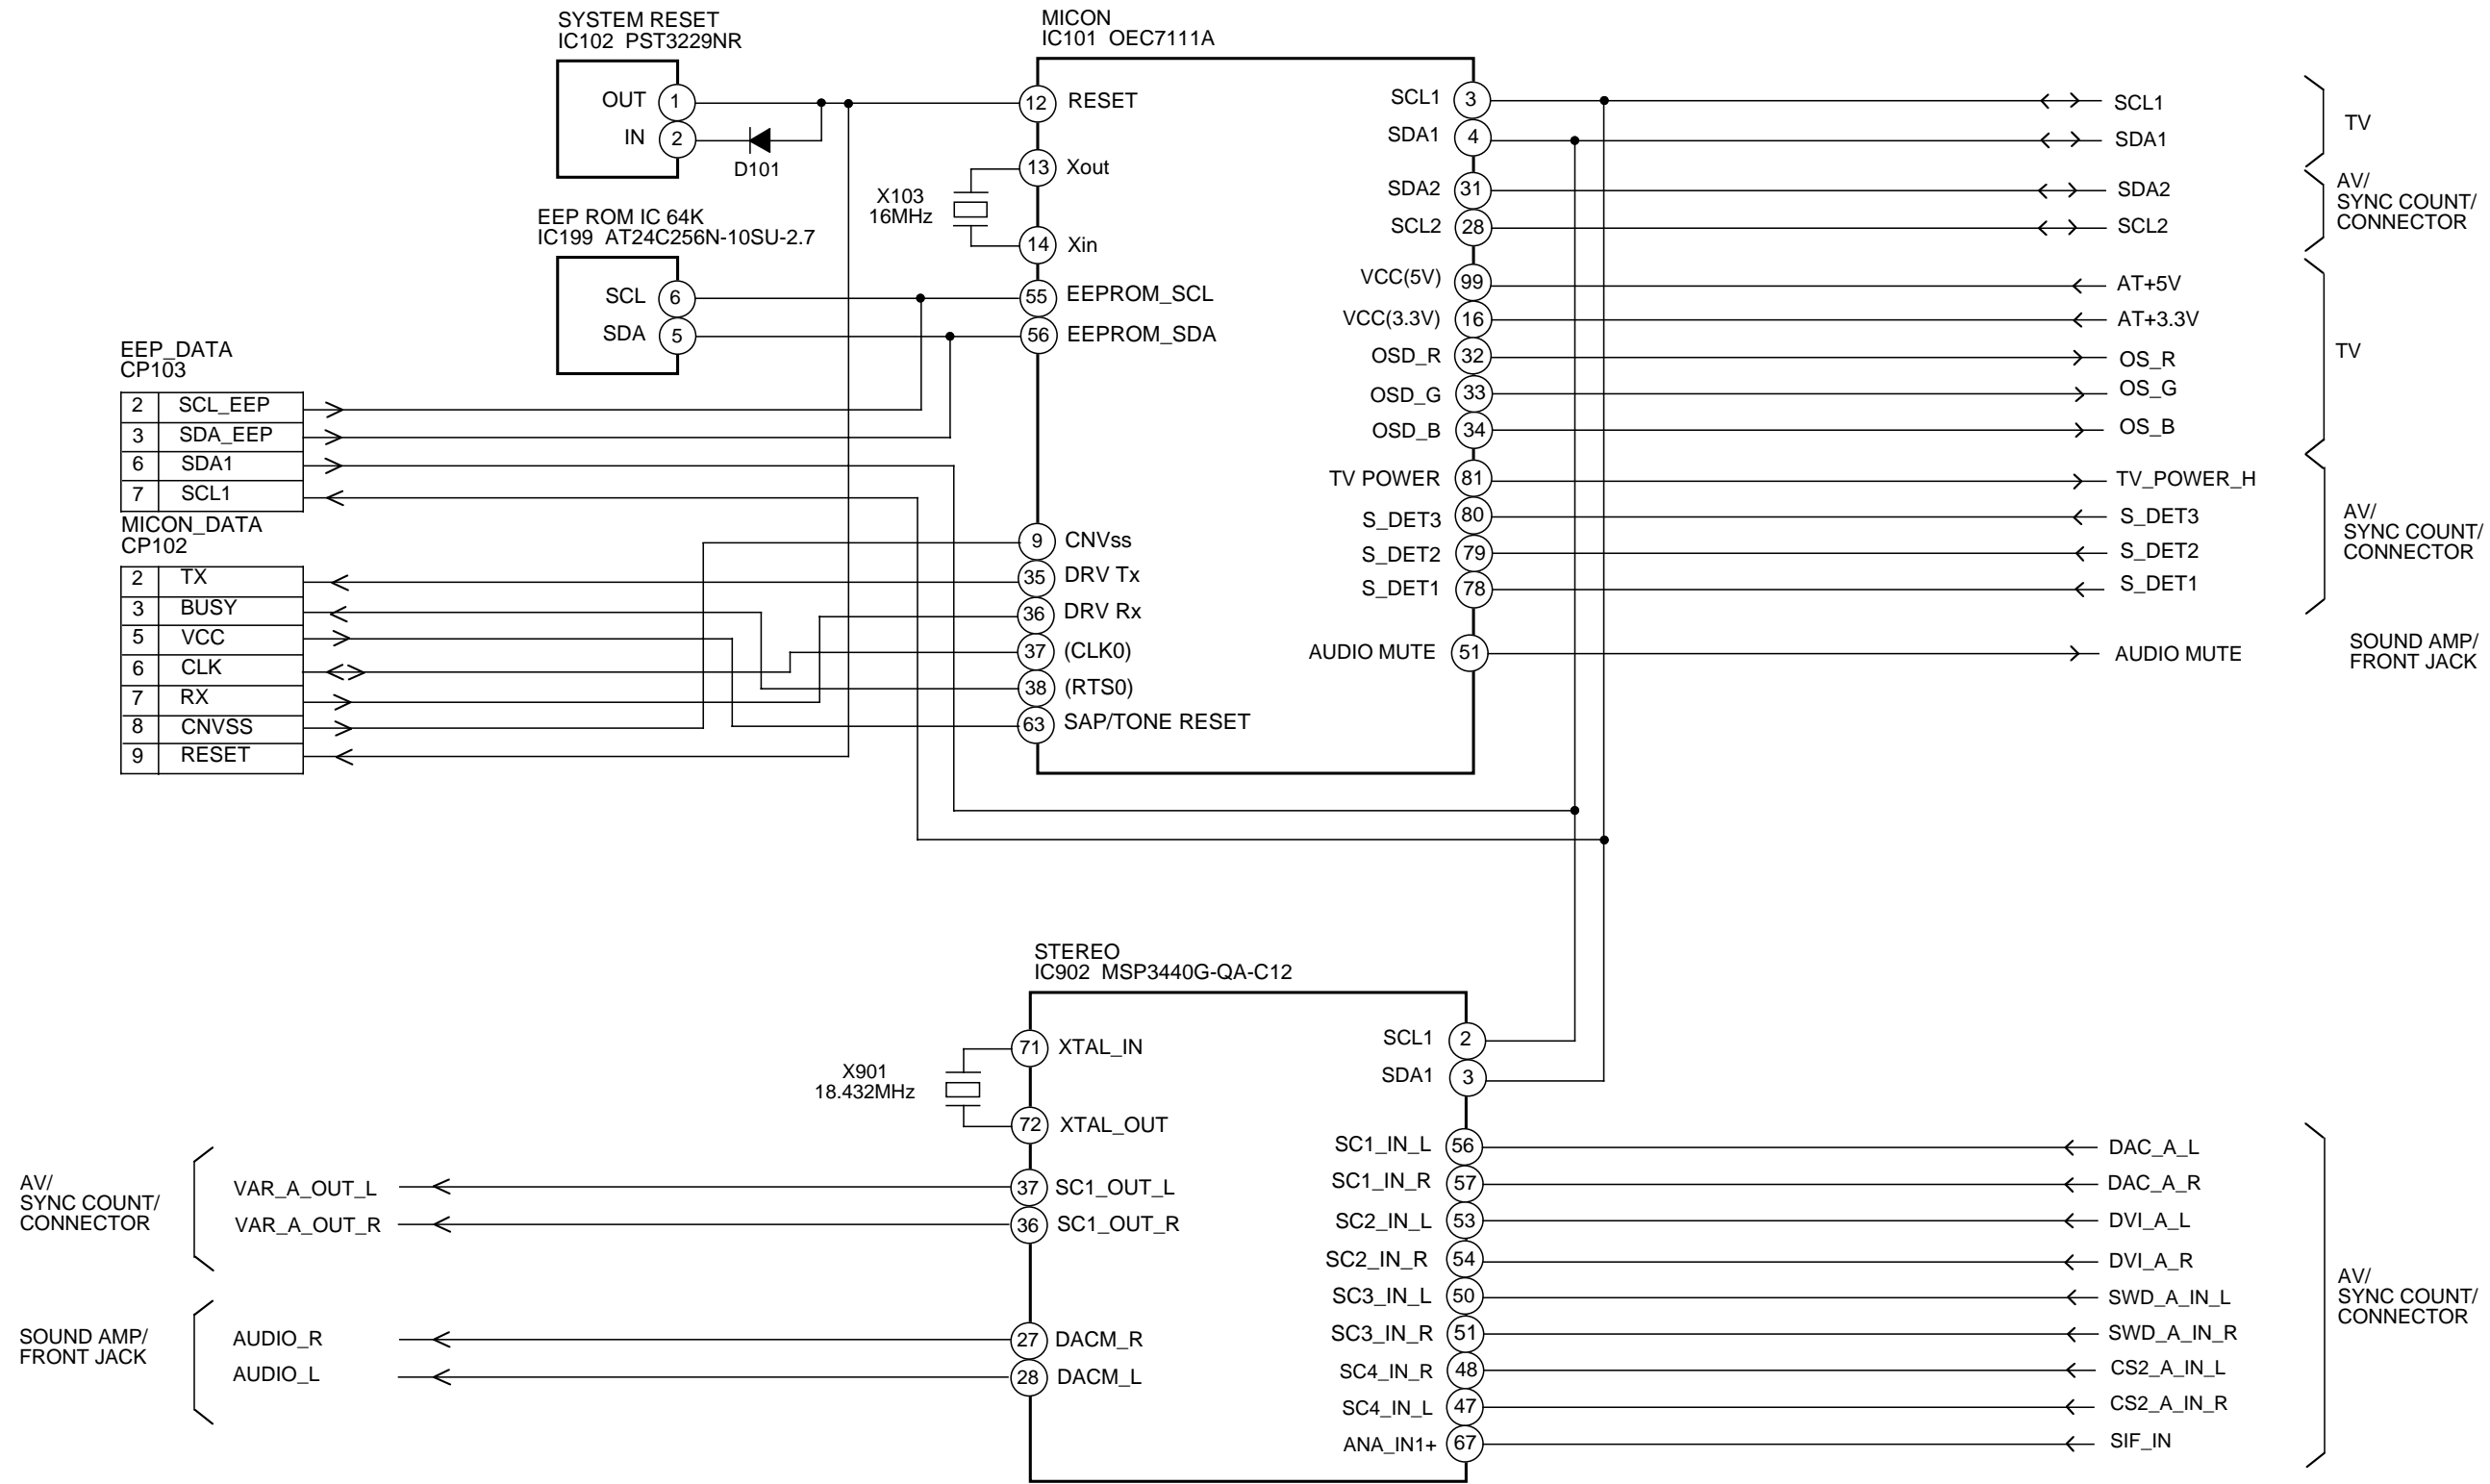 SYSTEM RESET
IC102 PST3229NR
OUT 1
IN 2
D101
EEP ROM IC 64K
IC199 AT24C256N-10SU-2.7
SCL 6
SDA 5
X103
16MHz
EEP_DATA
CP103
2 SCL_EEP
3 SDA_EEP
6 SDA1
7 SCL1
MICON_DATA
CP102
2 TX
3 BUSY
5 VCC
6 CLK
7 RX
8 CNVSS
9 RESET
MICON
IC101 OEC7111A
12 RESET
13 Xout
14 Xin
55 EEPROM_SCL
56 EEPROM_SDA
9 CNVss
35 DRV Tx
36 DRV Rx
37 (CLK0)
38 (RTS0)
63 SAP/TONE RESET
SCL1 3 SCL1
SDA1 4 SDA1
TV
SDA2 31 SDA2
SCL2 28 SCL2
AV/
SYNC COUNT/
CONNECTOR
VCC(5V) 99 AT+5V
VCC(3.3V) 16 AT+3.3V
OSD_R 32 OS_R
OSD_G 33 OS_G
OSD_B 34 OS_B
TV
TV POWER 81 TV_POWER_H
S_DET3 80 S_DET3
S_DET2 79 S_DET2
S_DET1 78 S_DET1
AV/
SYNC COUNT/
CONNECTOR
AUDIO MUTE 51 AUDIO MUTE
SOUND AMP/
FRONT JACK
STEREO
IC902 MSP3440G-QA-C12
X901
18.432MHz
71 XTAL_IN
72 XTAL_OUT
AV/
SYNC COUNT/
CONNECTOR
VAR_A_OUT_L 37 SC1_OUT_L
VAR_A_OUT_R 36 SC1_OUT_R
SOUND AMP/
FRONT JACK
AUDIO_R 27 DACM_R
AUDIO_L 28 DACM_L
SCL1 2
SDA1 3
SC1_IN_L 56 DAC_A_L
SC1_IN_R 57 DAC_A_R
SC2_IN_L 53 DVI_A_L
SC2_IN_R 54 DVI_A_R
SC3_IN_L 50 SWD_A_IN_L
SC3_IN_R 51 SWD_A_IN_R
SC4_IN_R 48 CS2_A_IN_L
SC4_IN_L 47 CS2_A_IN_R
ANA_IN1+ 67 SIF_IN
AV/
SYNC COUNT/
CONNECTOR